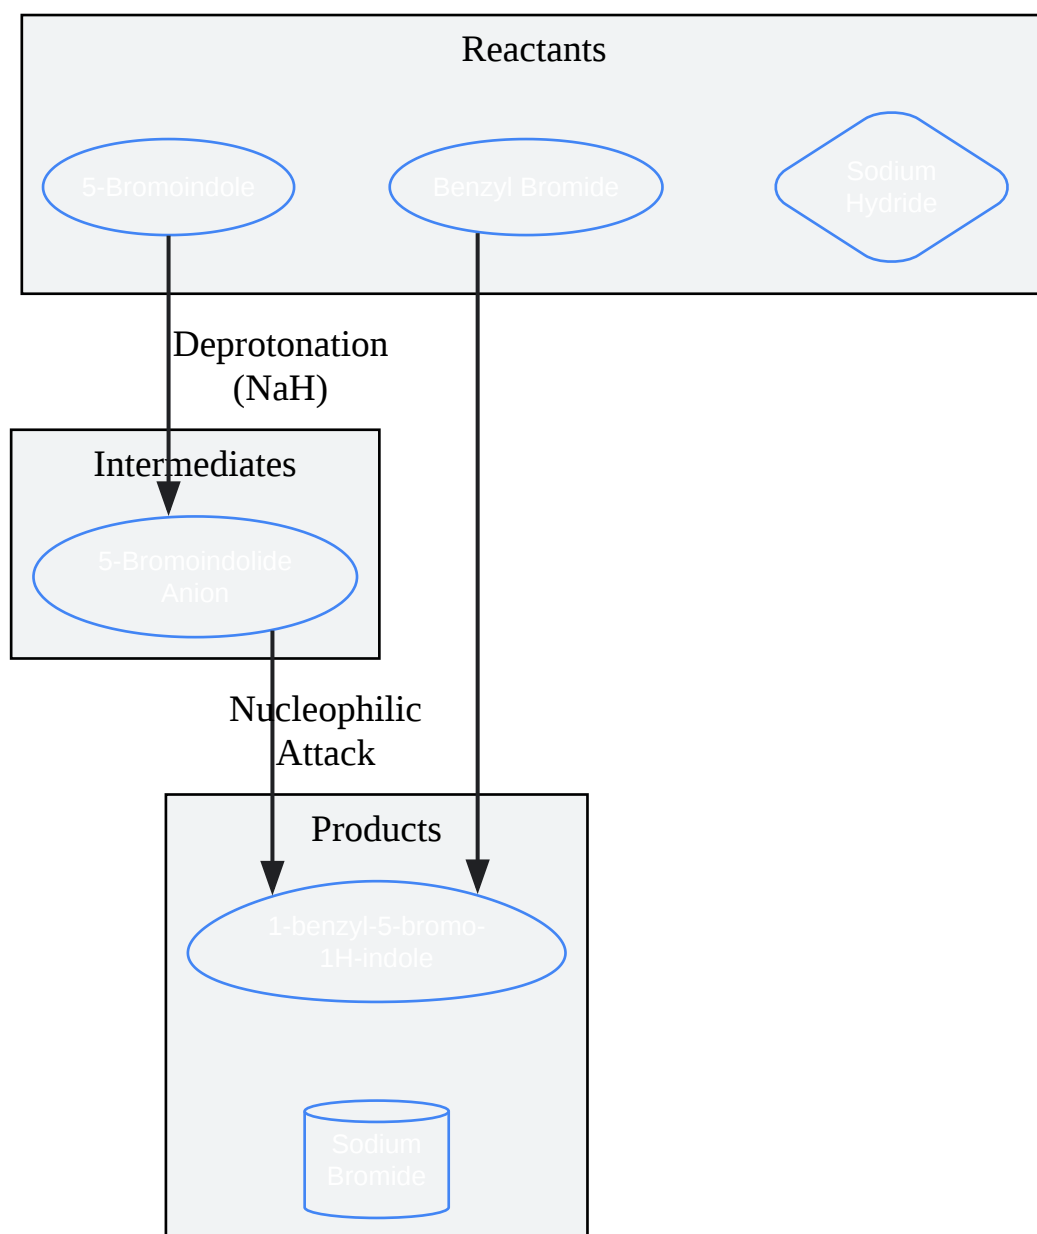 Reactants
5-Bromoindole
Benzyl Bromide
Sodium
Hydride
Deprotonation
(NaH)
Intermediates
5-Bromoindolide
Anion
Nucleophilic
Attack
Products
1-benzyl-5-bromo-
1H-indole
Sodium
Bromide